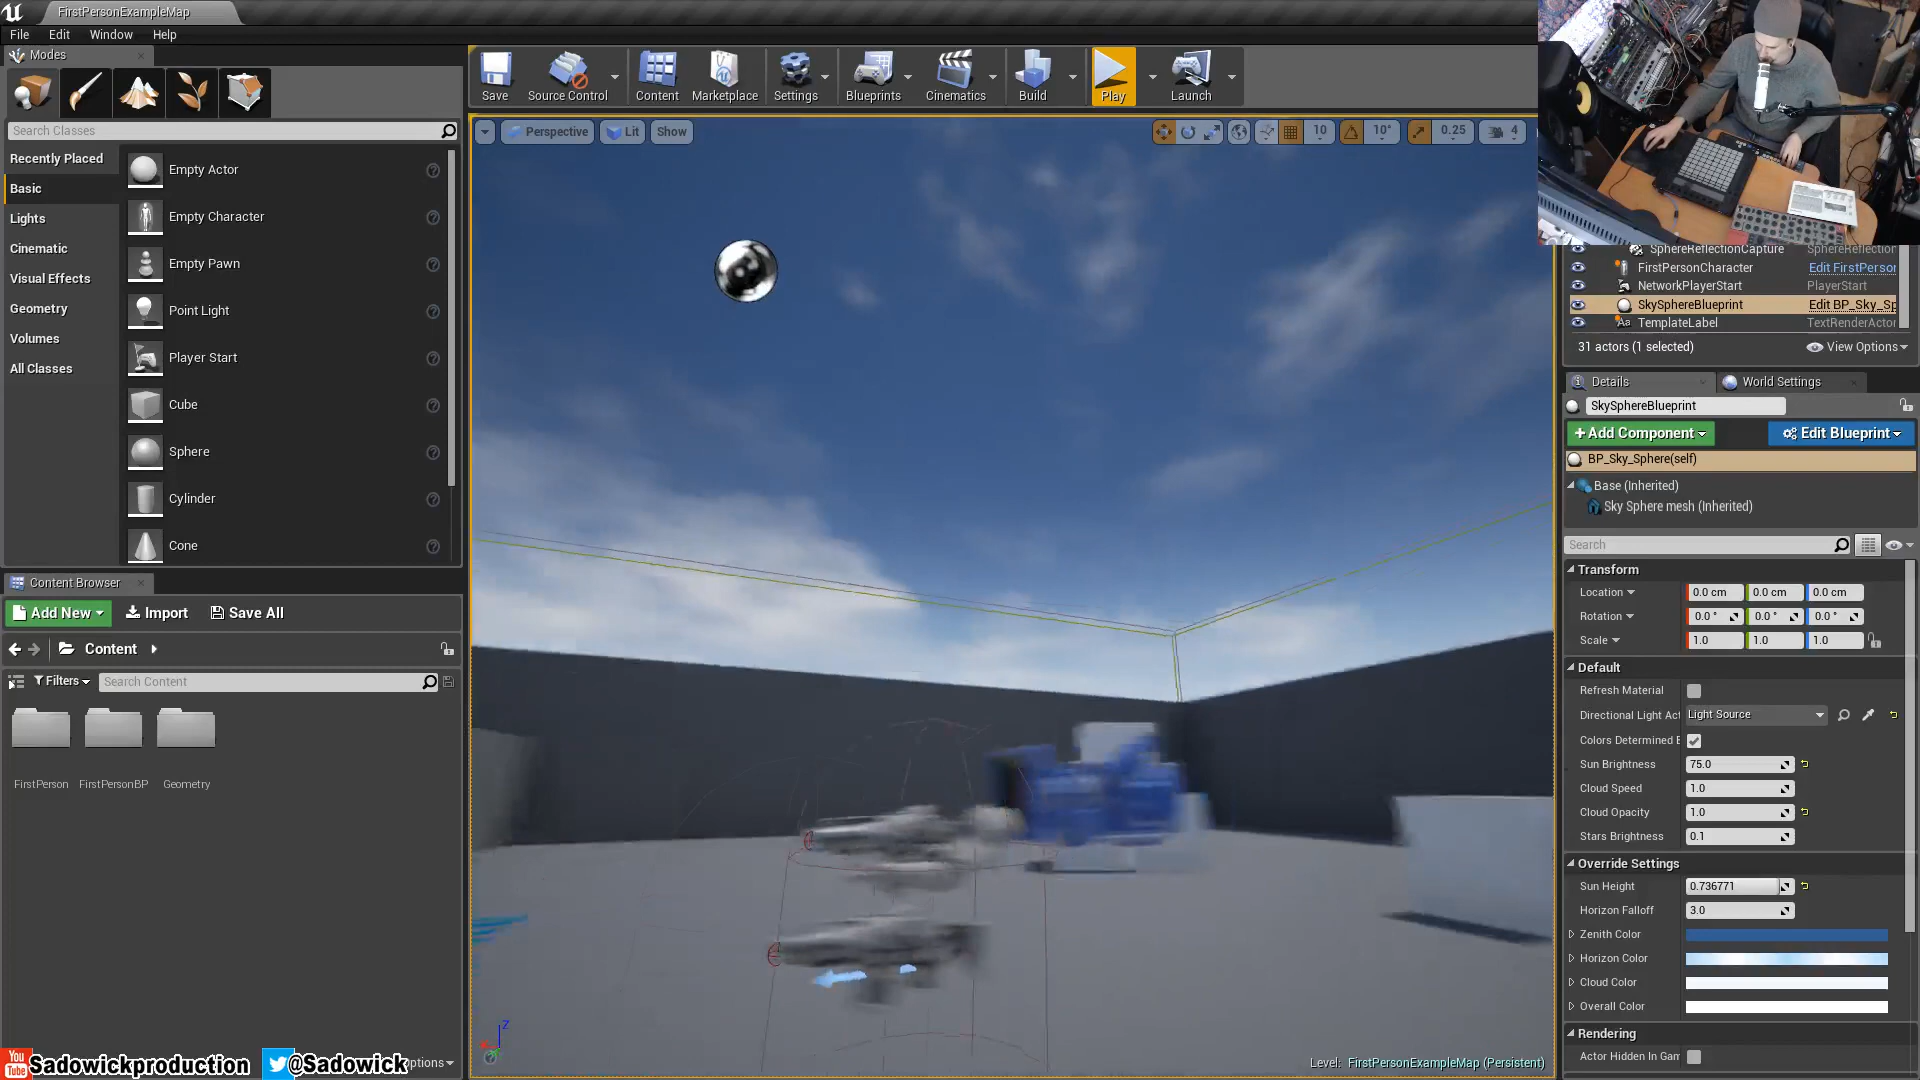 FirstPersonExampleMap
File Edit Window Help
Modes
Save
Source Control
Content
Marketplace
Settings
Blueprints
Cinematics
Build
Play
Launch
Search Classes
Recently Placed
Basic
Lights
Cinematic
Visual Effects
Geometry
Volumes
All Classes
Empty Actor
Empty Character
Empty Pawn
Point Light
Player Start
Cube
Sphere
Cylinder
Cone
Perspective Lit Show
10 10° 0.25 4
Level: FirstPersonExampleMap (Persistent)
Content Browser
Add New Import Save All
Content
Filters Search Content
FirstPerson FirstPersonBP Geometry
You Tube Sadowickproduction @Sadowick ptions
SphereReflectionCapture SphereReflection
FirstPersonCharacter Edit FirstPerson
NetworkPlayerStart PlayerStart
SkySphereBlueprint Edit BP_Sky_Sp
TemplateLabel TextRenderActor
31 actors (1 selected) View Options
Details World Settings
SkySphereBlueprint
+Add Component Edit Blueprint
BP_Sky_Sphere(self)
Base (Inherited)
Sky Sphere mesh (Inherited)
Search
Transform
Location 0.0 cm 0.0 cm 0.0 cm
Rotation 0.0 ° 0.0 ° 0.0 °
Scale 1.0 1.0 1.0
Default
Refresh Material
Directional Light Act Light Source
Colors Determined B
Sun Brightness 75.0
Cloud Speed 1.0
Cloud Opacity 1.0
Stars Brightness 0.1
Override Settings
Sun Height 0.736771
Horizon Falloff 3.0
Zenith Color
Horizon Color
Cloud Color
Overall Color
Rendering
Actor Hidden In Gam